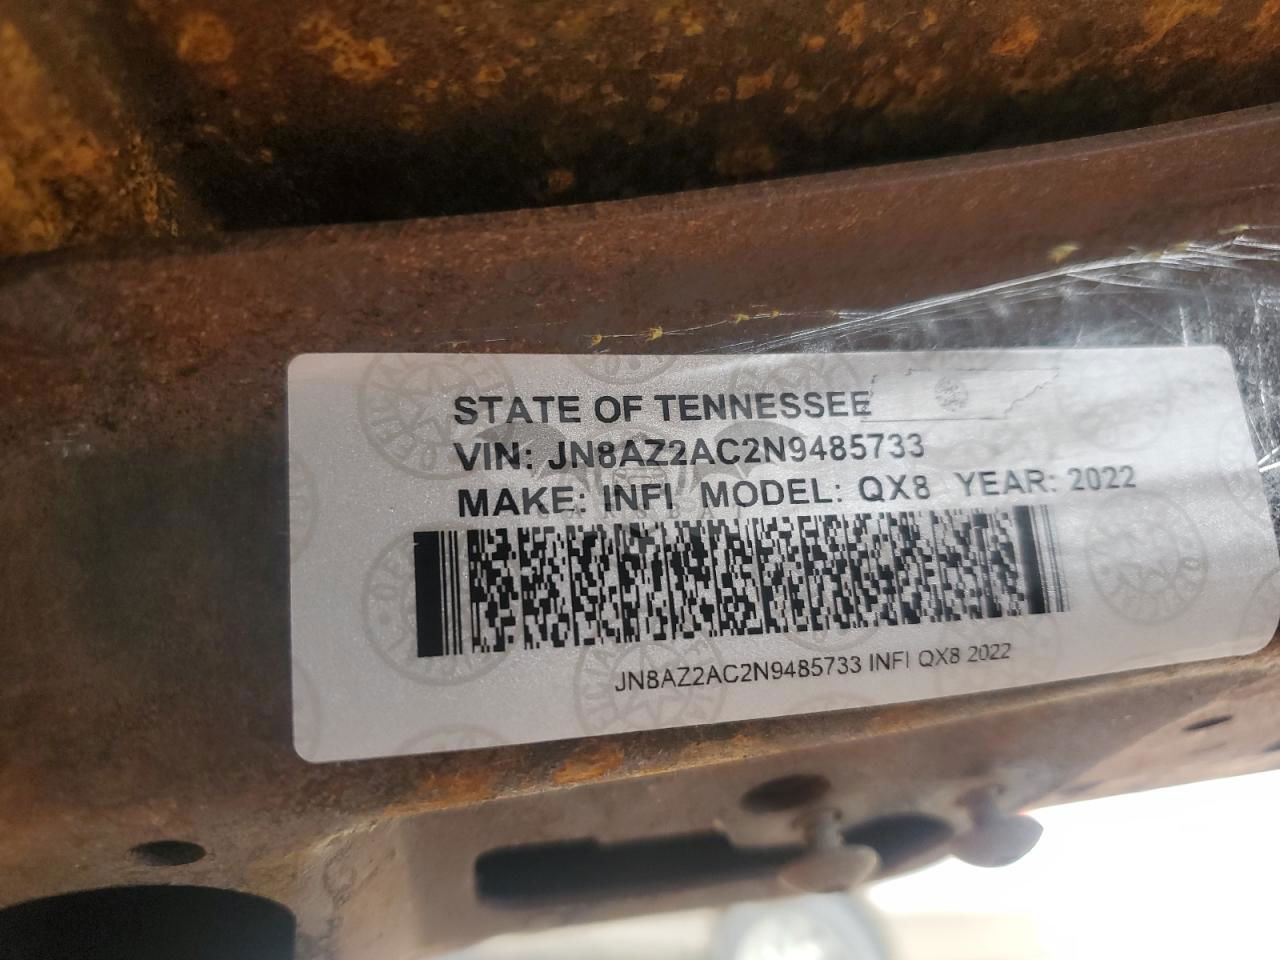 STATE OF TENNESSEE
VIN: JN8AZ2AC2N9485733
MAKE: INFI MODEL: QX8 YEAR: 2022
JN8AZ2AC2N9485733 INFI QX8 2022